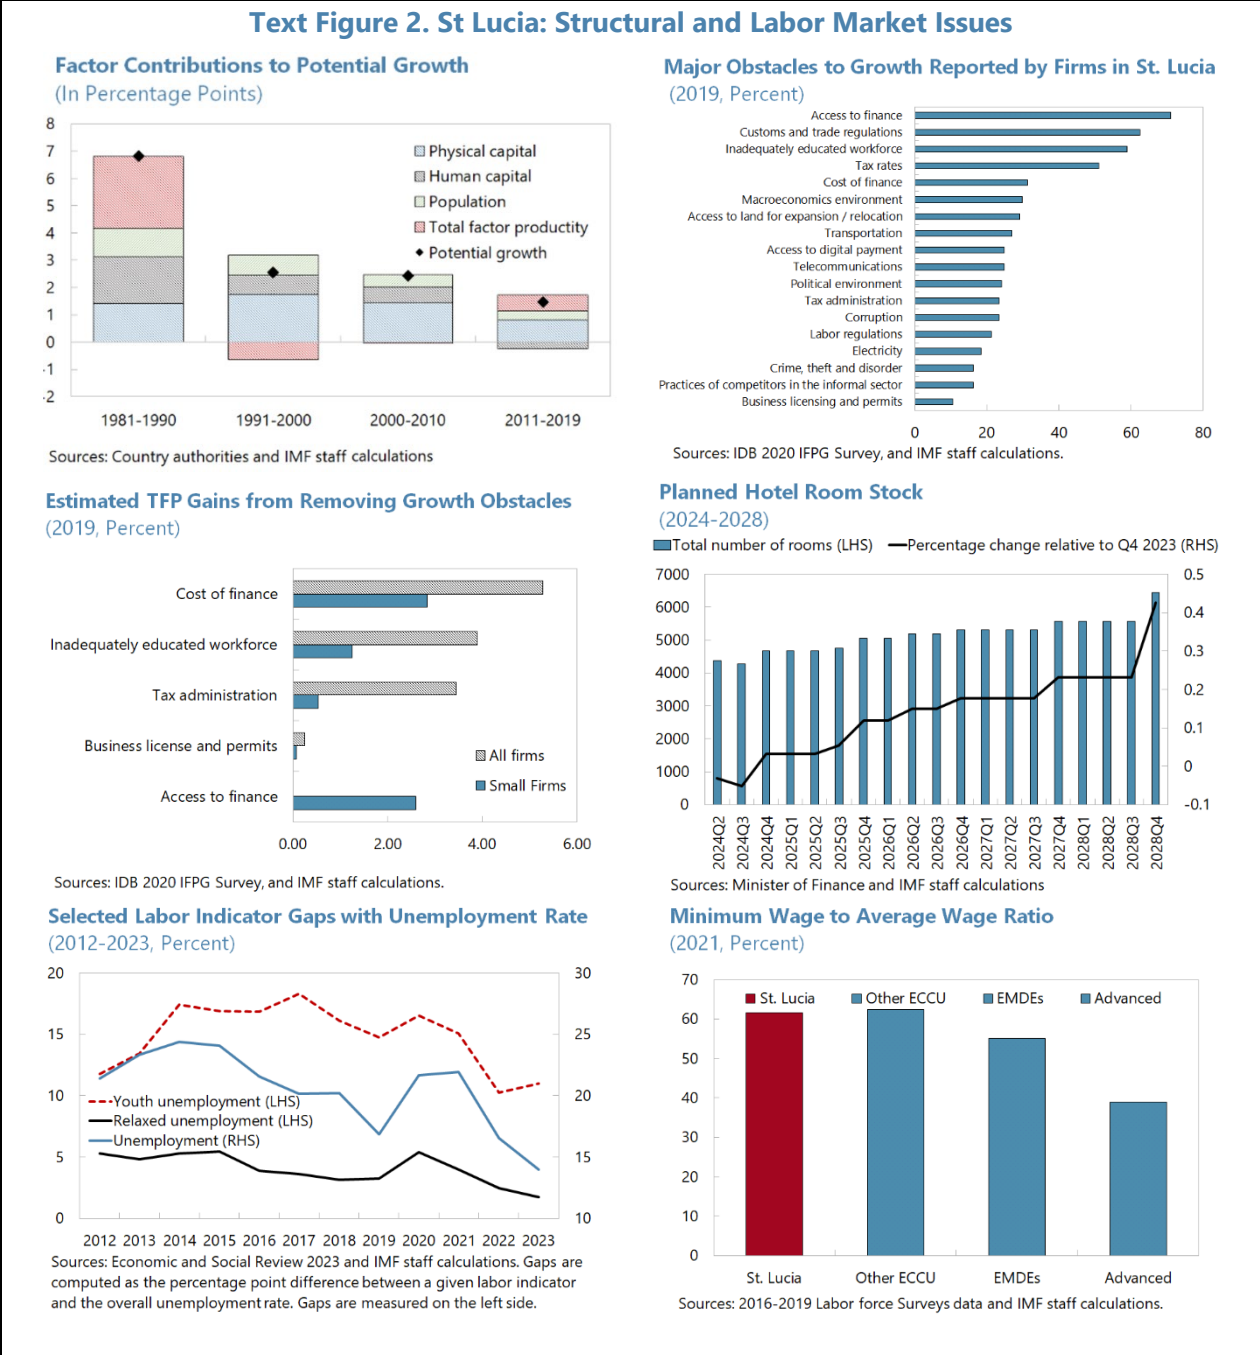 Text Figure 2. St Lucia: Structural and Labor Market Issues
Factor Contributions to Potential Growth
(In Percentage Points)
8
7
6
5
4
3
2
1
0
-1
-2
Physical capital
Human capital
Population
Total factor productity
Potential growth
1981-1990
1991-2000
2000-2010
2011-2019
Sources: Country authorities and IMF staff calculations
Major Obstacles to Growth Reported by Firms in St. Lucia
(2019, Percent)
Access to finance
Customs and trade regulations
Inadequately educated workforce
Tax rates
Cost of finance
Macroeconomics environment
Access to land for expansion / relocation
Transportation
Access to digital payment
Telecommunications
Political environment
Tax administration
Corruption
Labor regulations
Electricity
Crime, theft and disorder
Practices of competitors in the informal sector
Business licensing and permits
0 20 40 60 80
Sources: IDB 2020 IFPG Survey, and IMF staff calculations.
Estimated TFP Gains from Removing Growth Obstacles
(2019, Percent)
Cost of finance
Inadequately educated workforce
Tax administration
Business license and permits
Access to finance
All firms
Small Firms
0.00 2.00 4.00 6.00
Sources: IDB 2020 IFPG Survey, and IMF staff calculations.
Planned Hotel Room Stock
(2024-2028)
Total number of rooms (LHS) Percentage change relative to Q4 2023 (RHS)
7000
6000
5000
4000
3000
2000
1000
0
0.5
0.4
0.3
0.2
0.1
0
-0.1
2024Q2
2024Q3
2024Q4
2025Q1
2025Q2
2025Q3
2025Q4
2026Q1
2026Q2
2026Q3
2026Q4
2027Q1
2027Q2
2027Q3
2027Q4
2028Q1
2028Q2
2028Q3
2028Q4
Sources: Minister of Finance and IMF staff calculations
Selected Labor Indicator Gaps with Unemployment Rate
(2012-2023, Percent)
20
15
10
5
0
30
25
20
15
10
Youth unemployment (LHS)
Relaxed unemployment (LHS)
Unemployment (RHS)
2012 2013 2014 2015 2016 2017 2018 2019 2020 2021 2022 2023
Sources: Economic and Social Review 2023 and IMF staff calculations. Gaps are
computed as the percentage point difference between a given labor indicator
and the overall unemployment rate. Gaps are measured on the left side.
Minimum Wage to Average Wage Ratio
(2021, Percent)
70
60
50
40
30
20
10
0
St. Lucia Other ECCU EMDEs Advanced
St. Lucia Other ECCU EMDEs Advanced
Sources: 2016-2019 Labor force Surveys data and IMF staff calculations.